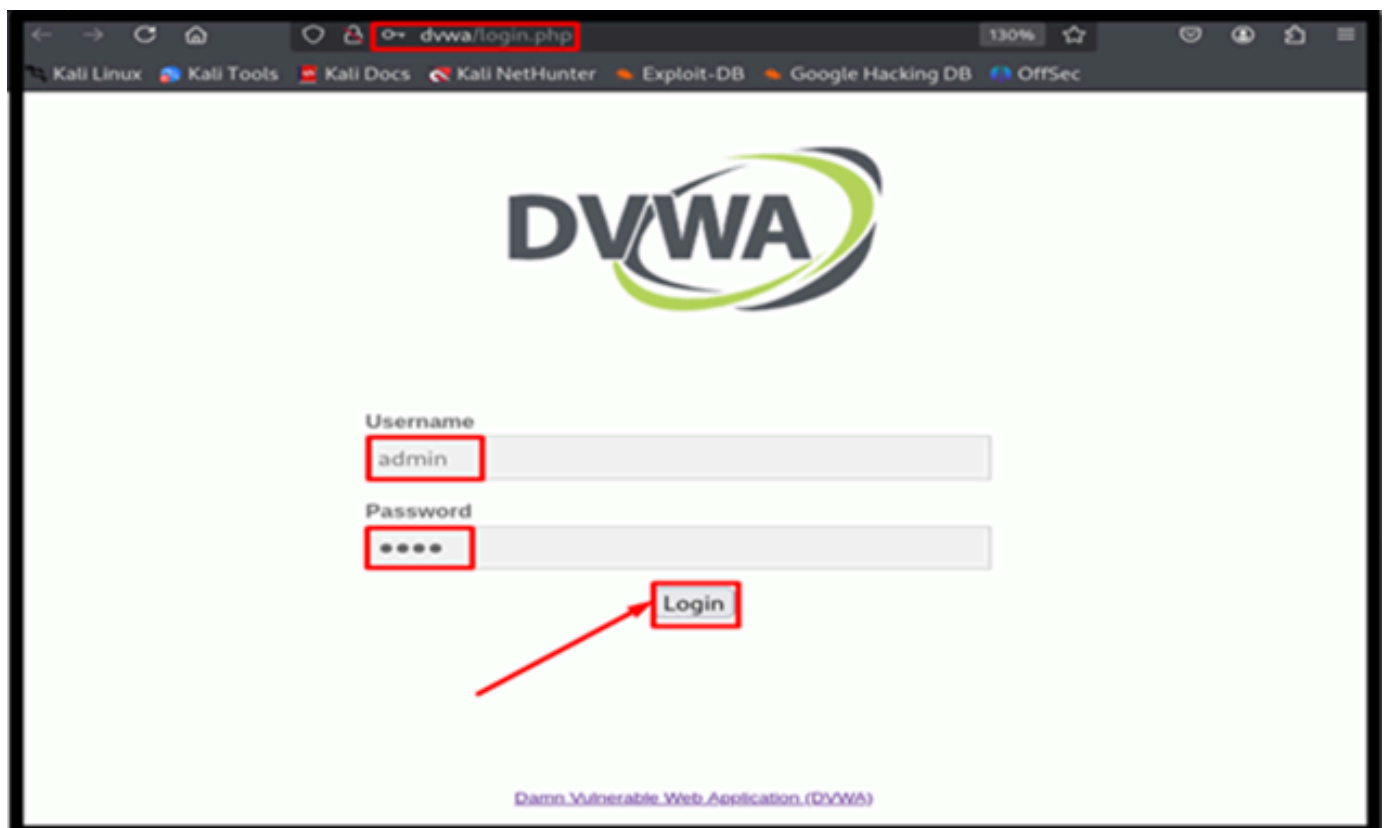 dvwa/login.php 130%
Kali Linux Kali Tools Kali Docs Kali NetHunter Exploit-DB Google Hacking DB OffSec
DVWA
Username
admin
Password
••••
Login
Damn Vulnerable Web Application (DVWA)